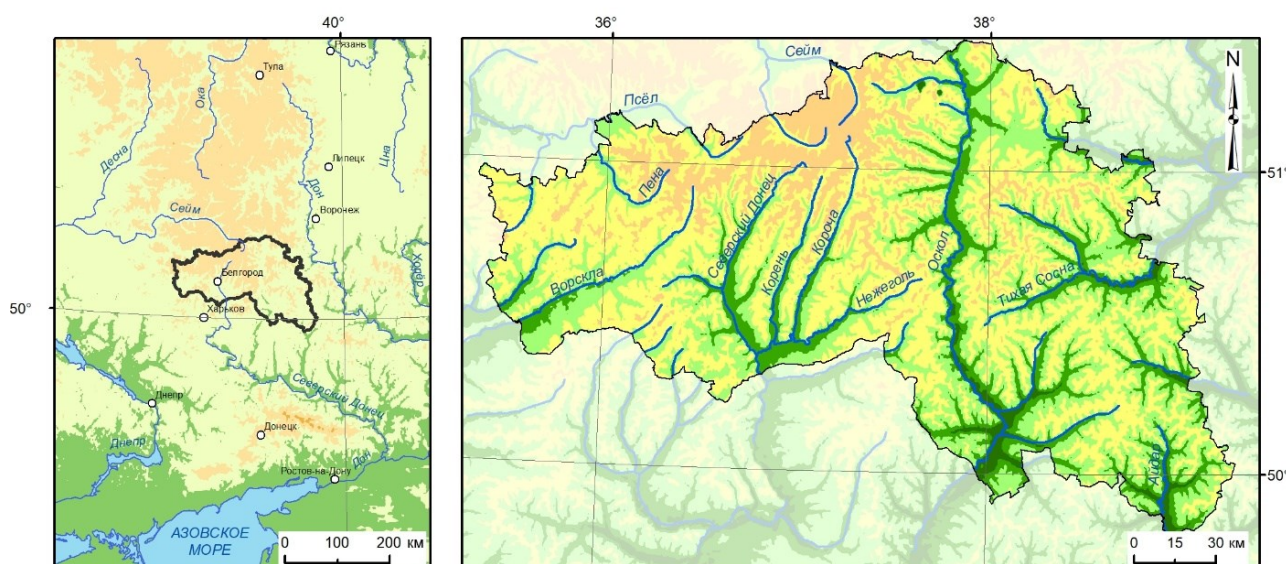 40°
Рязань
Тула
Ока
Десна
Липецк
Цна
Дон
Сейм
Воронеж
Хопёр
Белгород
50°
Харьков
Северский Донец
Днепр
Донецк
Днепр
Дон
Ростов-на-Дону
АЗОВСКОЕ
МОРЕ
0 100 200 км
36° 38°
Сейм
N
Псёл
51°
Пена
Северский Донец
Корень
Короча
Оскол
Ворскла
Нежеголь
Тихая Сосна
50°
Айдар
0 15 30 км